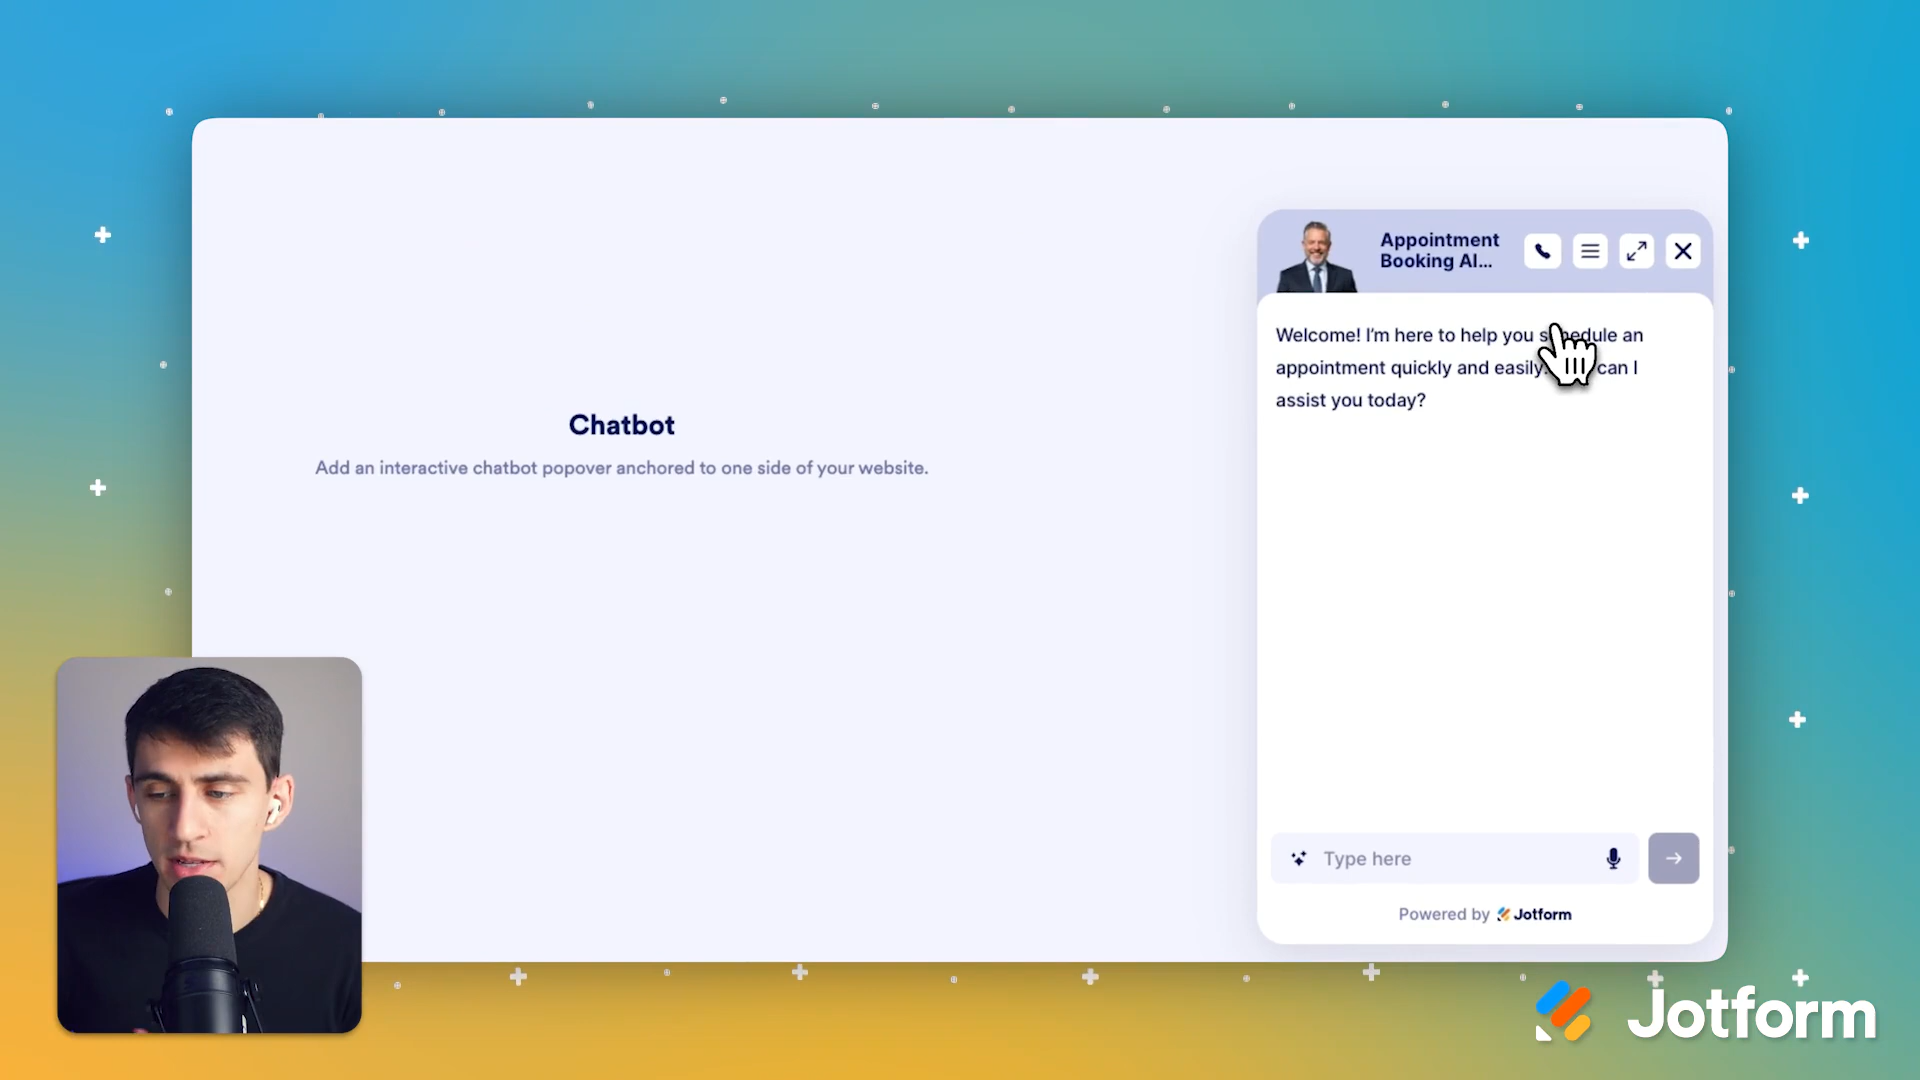 Appointment
Booking AI...
Welcome! I'm here to help you schedule an
appointment quickly and easily. can I
assist you today?
Chatbot
Add an interactive chatbot popover anchored to one side of your website.
Type here
Powered by Jotform
Jotform